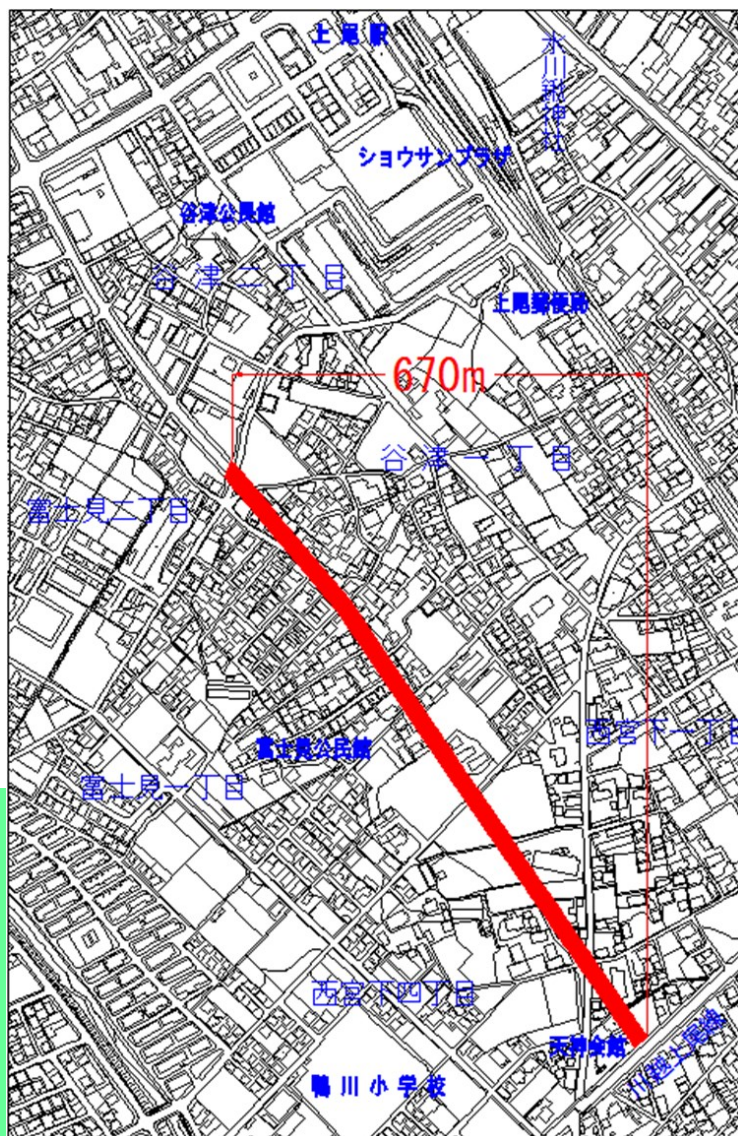 上尾駅
氷川鍬神社
ショウサンプラザ
谷津公民館
谷津二丁目
上尾郵便局
670m
谷津一丁目
富士見二丁目
西宮下一丁目
富士見公民館
富士見一丁目
西宮下四丁目
天神会館
川越上尾線
鴨川小学校